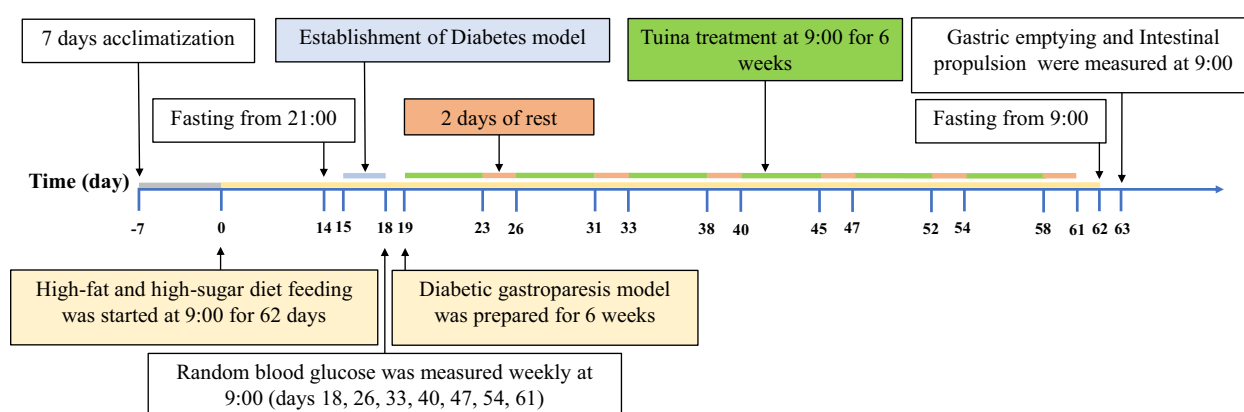 7 days acclimatization
Establishment of Diabetes model
Tuina treatment at 9:00 for 6
weeks
Gastric emptying and Intestinal
propulsion were measured at 9:00
Fasting from 21:00
2 days of rest
Fasting from 9:00
Time (day)
-7 0 14 15 18 19 23 26 31 33 38 40 45 47 52 54 58 61 62 63
High-fat and high-sugar diet feeding
was started at 9:00 for 62 days
Diabetic gastroparesis model
was prepared for 6 weeks
Random blood glucose was measured weekly at
9:00 (days 18, 26, 33, 40, 47, 54, 61)